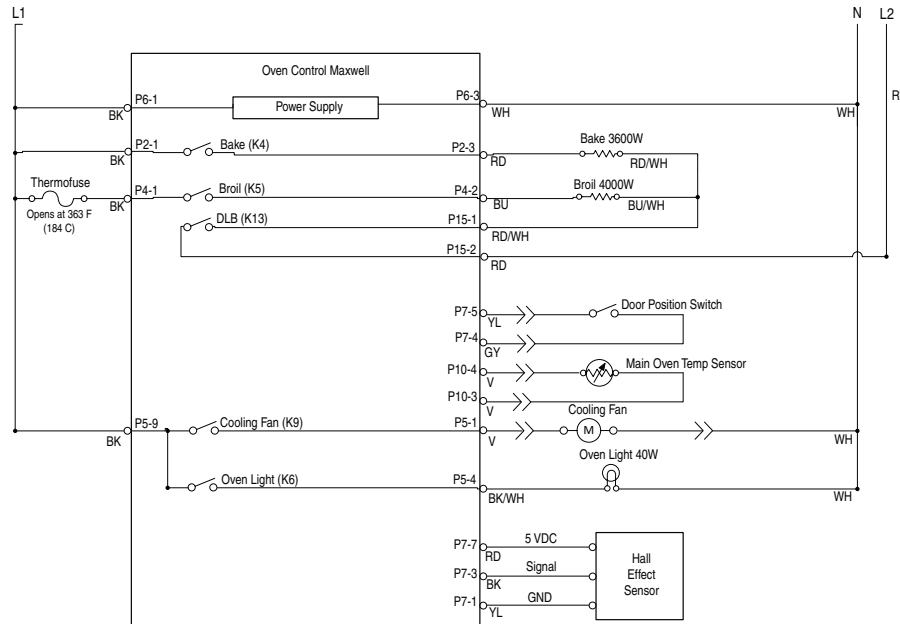 L1
N
L2
Oven Control Maxwell
P6-1
Power Supply
P6-3
BK
WH
WH
R
P2-1
Bake (K4)
P2-3
Bake 3600W
BK
RD
RD/WH
Thermofuse
Opens at 363 F
(184 C)
P4-1
Broil (K5)
P4-2
Broil 4000W
BK
BU
BU/WH
DLB (K13)
P15-1
RD/WH
P15-2
RD
P7-5
YL
Door Position Switch
P7-4
GY
P10-4
V
Main Oven Temp Sensor
P10-3
V
P5-9
Cooling Fan (K9)
P5-1
Cooling Fan
M
BK
V
WH
Oven Light 40W
Oven Light (K6)
P5-4
BK/WH
WH
P7-7
5 VDC
RD
P7-3
Signal
BK
P7-1
GND
YL
Hall
Effect
Sensor